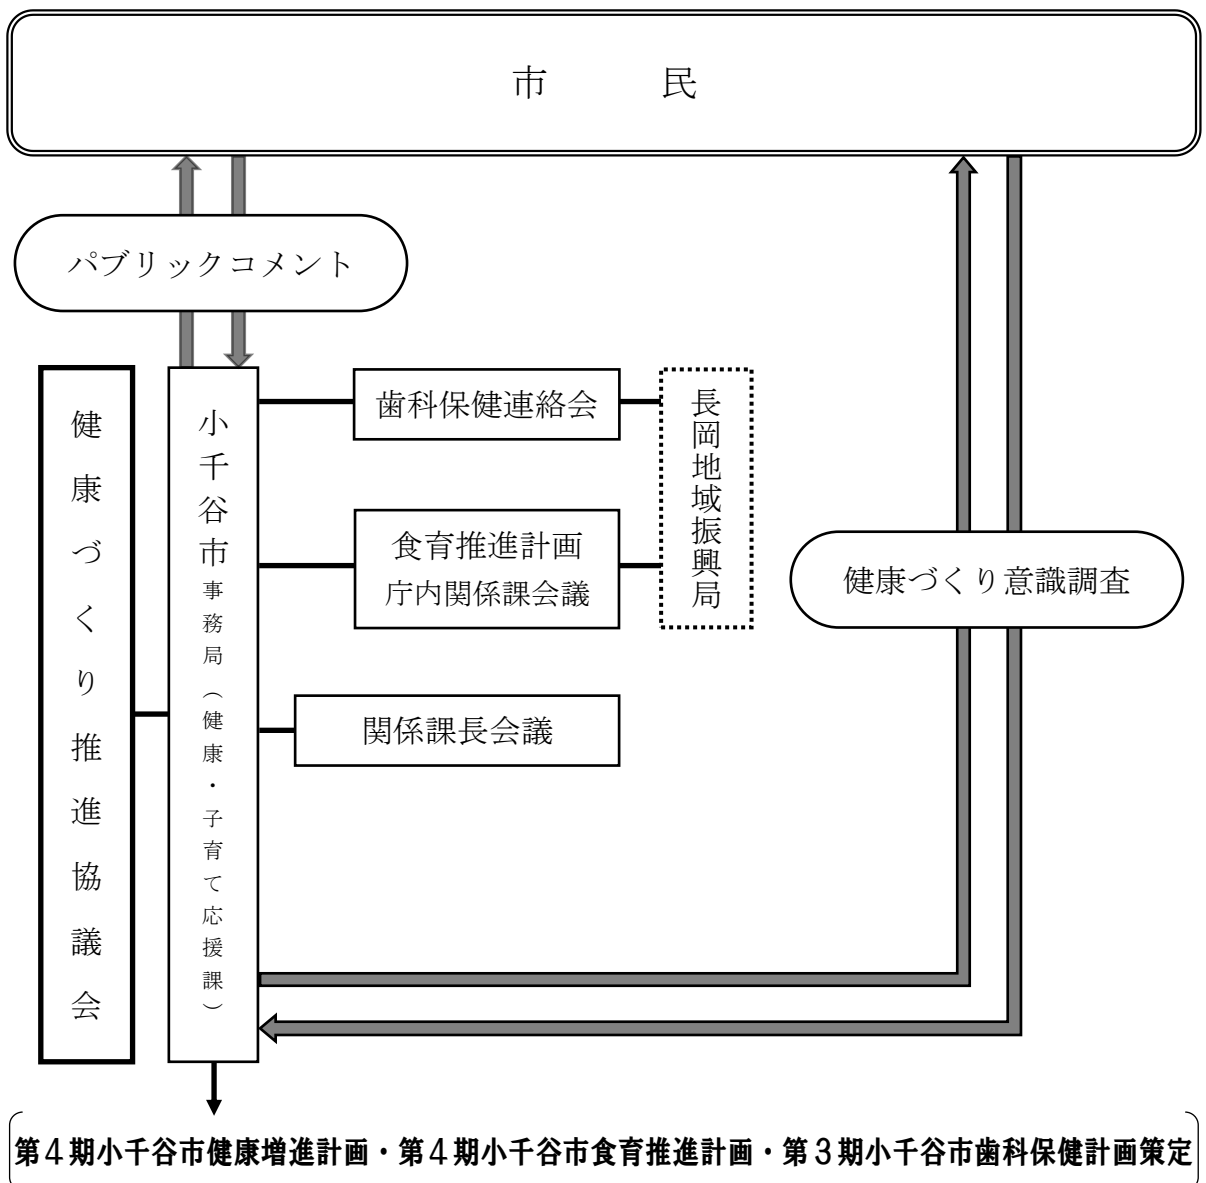 市　　　民
パブリックコメント
健康づくり推進協議会
小千谷市事務局（健康・子育て応援課）
歯科保健連絡会
食育推進計画
庁内関係課会議
関係課長会議
長岡地域振興局
健康づくり意識調査
第４期小千谷市健康増進計画・第４期小千谷市食育推進計画・第３期小千谷市歯科保健計画策定